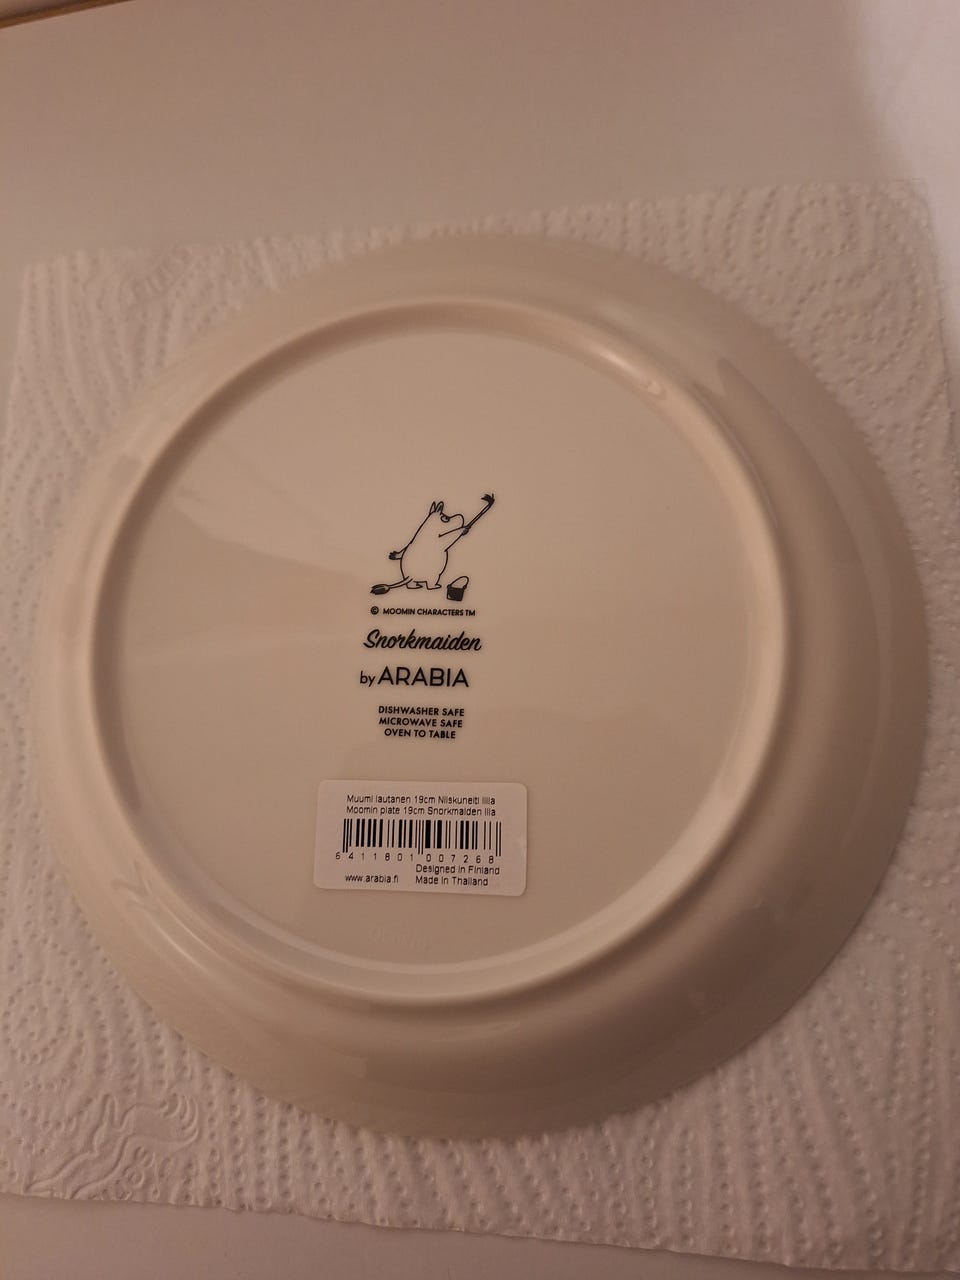 © MOOMIN CHARACTERS TM
Snorkmaiden
by ARABIA
DISHWASHER SAFE
MICROWAVE SAFE
OVEN TO TABLE
Muumi lautanen 19cm Niiskuneiti liila
Moomin plate 19cm Snorkmaiden lila
6 411801 007268
Designed in Finland
www.arabia.fi Made in Thailand